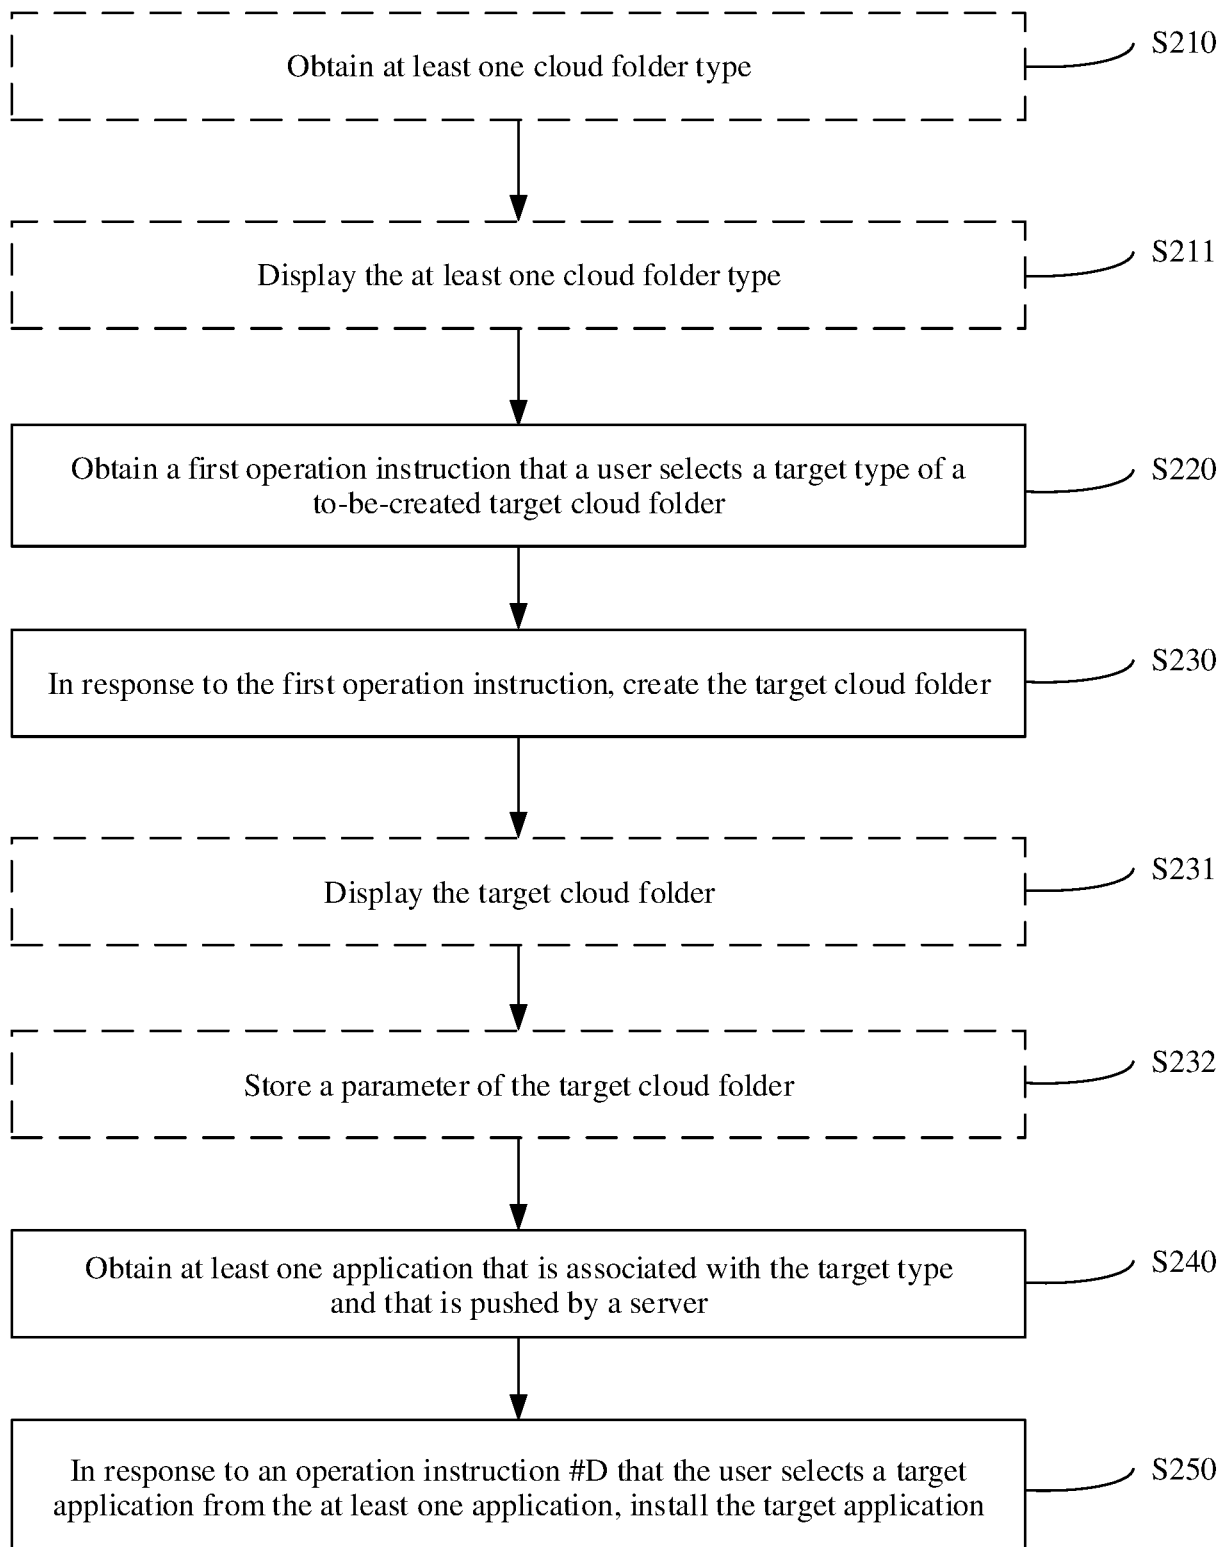 Obtain at least one cloud folder type
S210
Display the at least one cloud folder type
S211
Obtain a first operation instruction that a user selects a target type of a
to-be-created target cloud folder
S220
In response to the first operation instruction, create the target cloud folder
S230
Display the target cloud folder
S231
Store a parameter of the target cloud folder
S232
Obtain at least one application that is associated with the target type
and that is pushed by a server
S240
In response to an operation instruction #D that the user selects a target
application from the at least one application, install the target application
S250